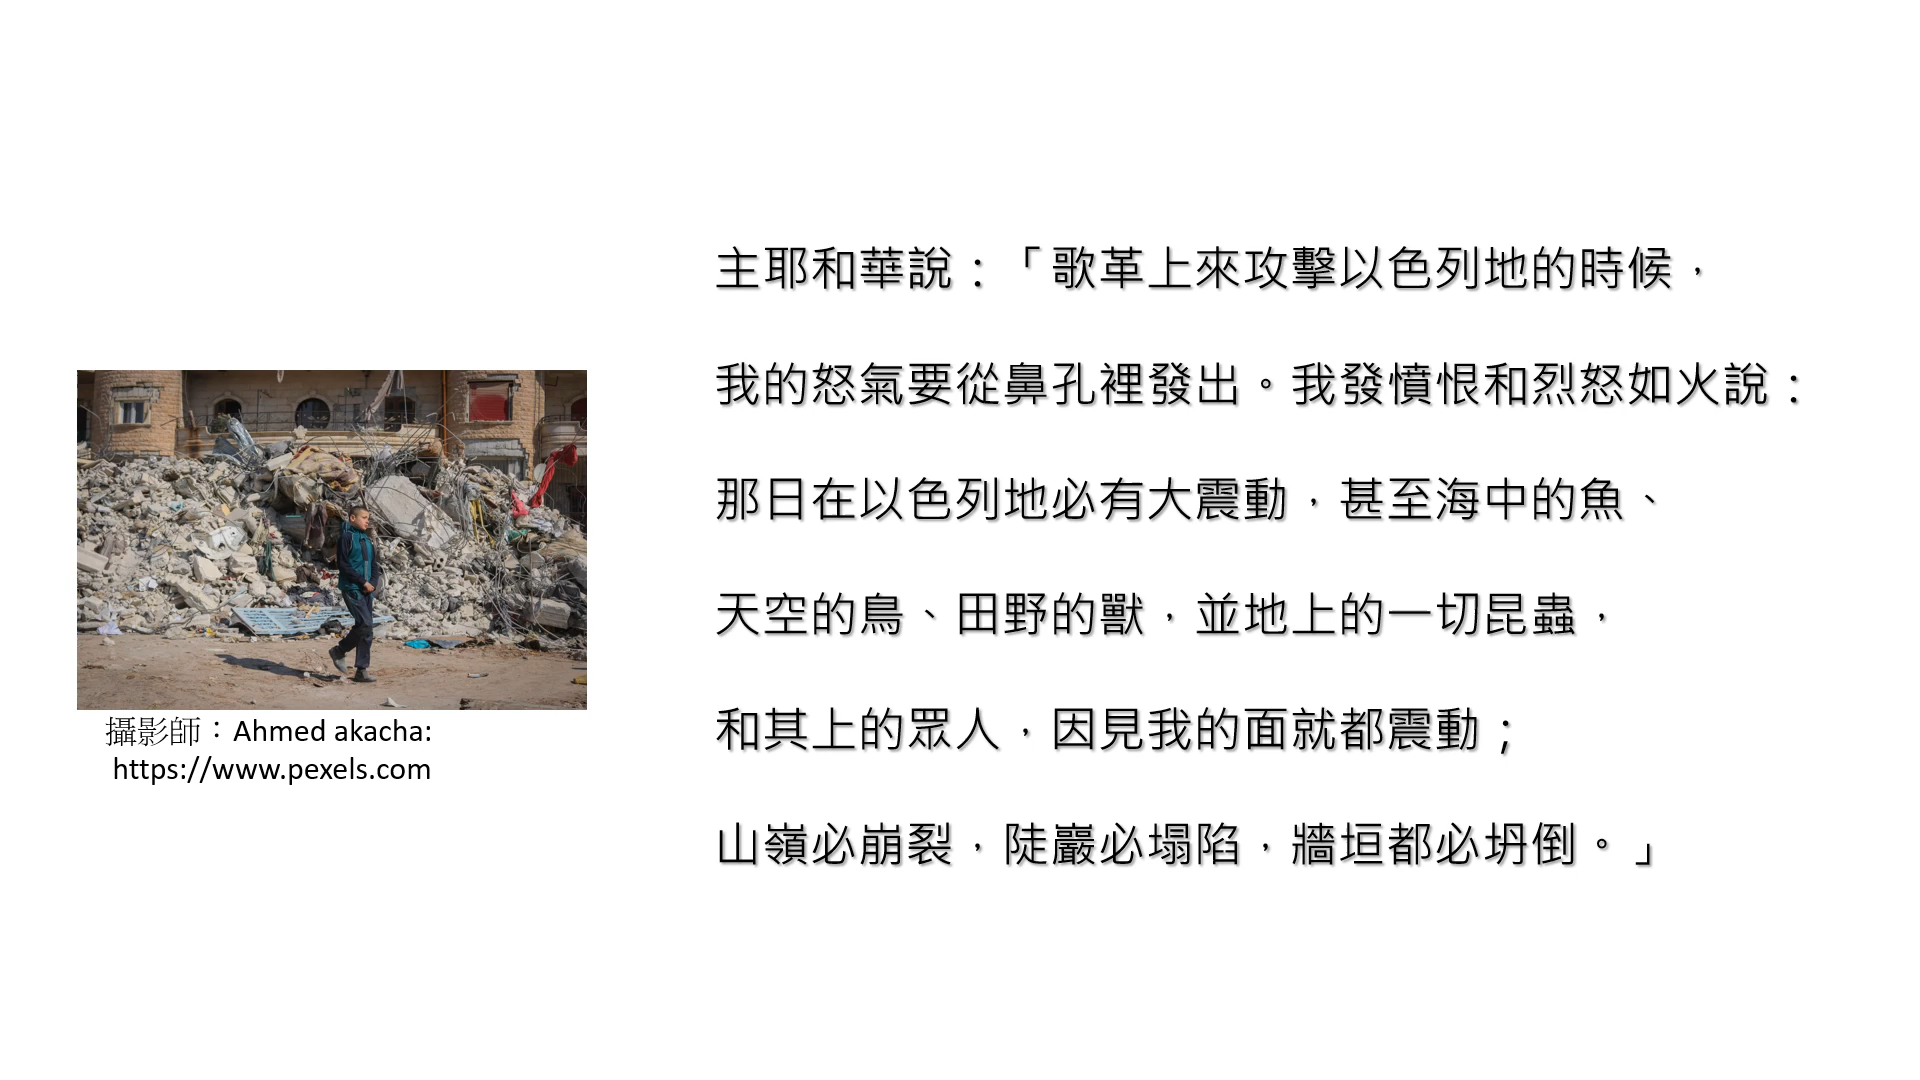 主耶和華說：「歌革上來攻擊以色列地的時候，
我的怒氣要從鼻孔裡發出。我發憤恨和烈怒如火說：
那日在以色列地必有大震動，甚至海中的魚、
天空的鳥、田野的獸，並地上的一切昆蟲，
和其上的眾人，因見我的面就都震動；
山嶺必崩裂，陡巖必塌陷，牆垣都必坍倒。」
攝影師：Ahmed akacha:
https://www.pexels.com